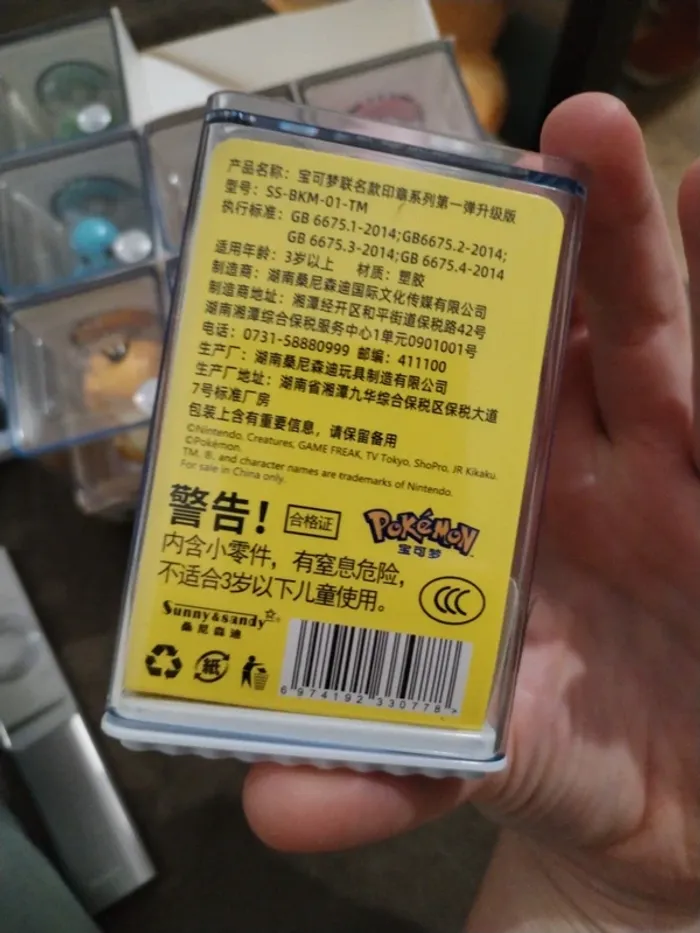 产品名称：宝可梦联名款印章系列第一弹升级版
型号：SS-BKM-01-TM
执行标准：GB 6675.1-2014;GB6675.2-2014;
GB 6675.3-2014;GB 6675.4-2014
适用年龄：3岁以上 材质：塑胶
制造商：湖南桑尼森迪国际文化传媒有限公司
制造商地址：湘潭经开区和平街道保税路42号
湖南湘潭综合保税服务中心1单元0901001号
电话：0731-58880999 邮编：411100
生产厂：湖南桑尼森迪玩具制造有限公司
生产厂地址：湖南省湘潭九华综合保税区保税大道
7号标准厂房
包装上含有重要信息，请保留备用
©Nintendo, Creatures, GAME FREAK, TV Tokyo, ShoPro, JR Kikaku.
©Pokémon.
TM, ®, and character names are trademarks of Nintendo.
For sale in China only.
警告！ 合格证 POKéMON
宝可梦
内含小零件，有窒息危险，
不适合3岁以下儿童使用。
CCC
Sunny&sandy
桑尼森迪
紙
6 974192 330778 >